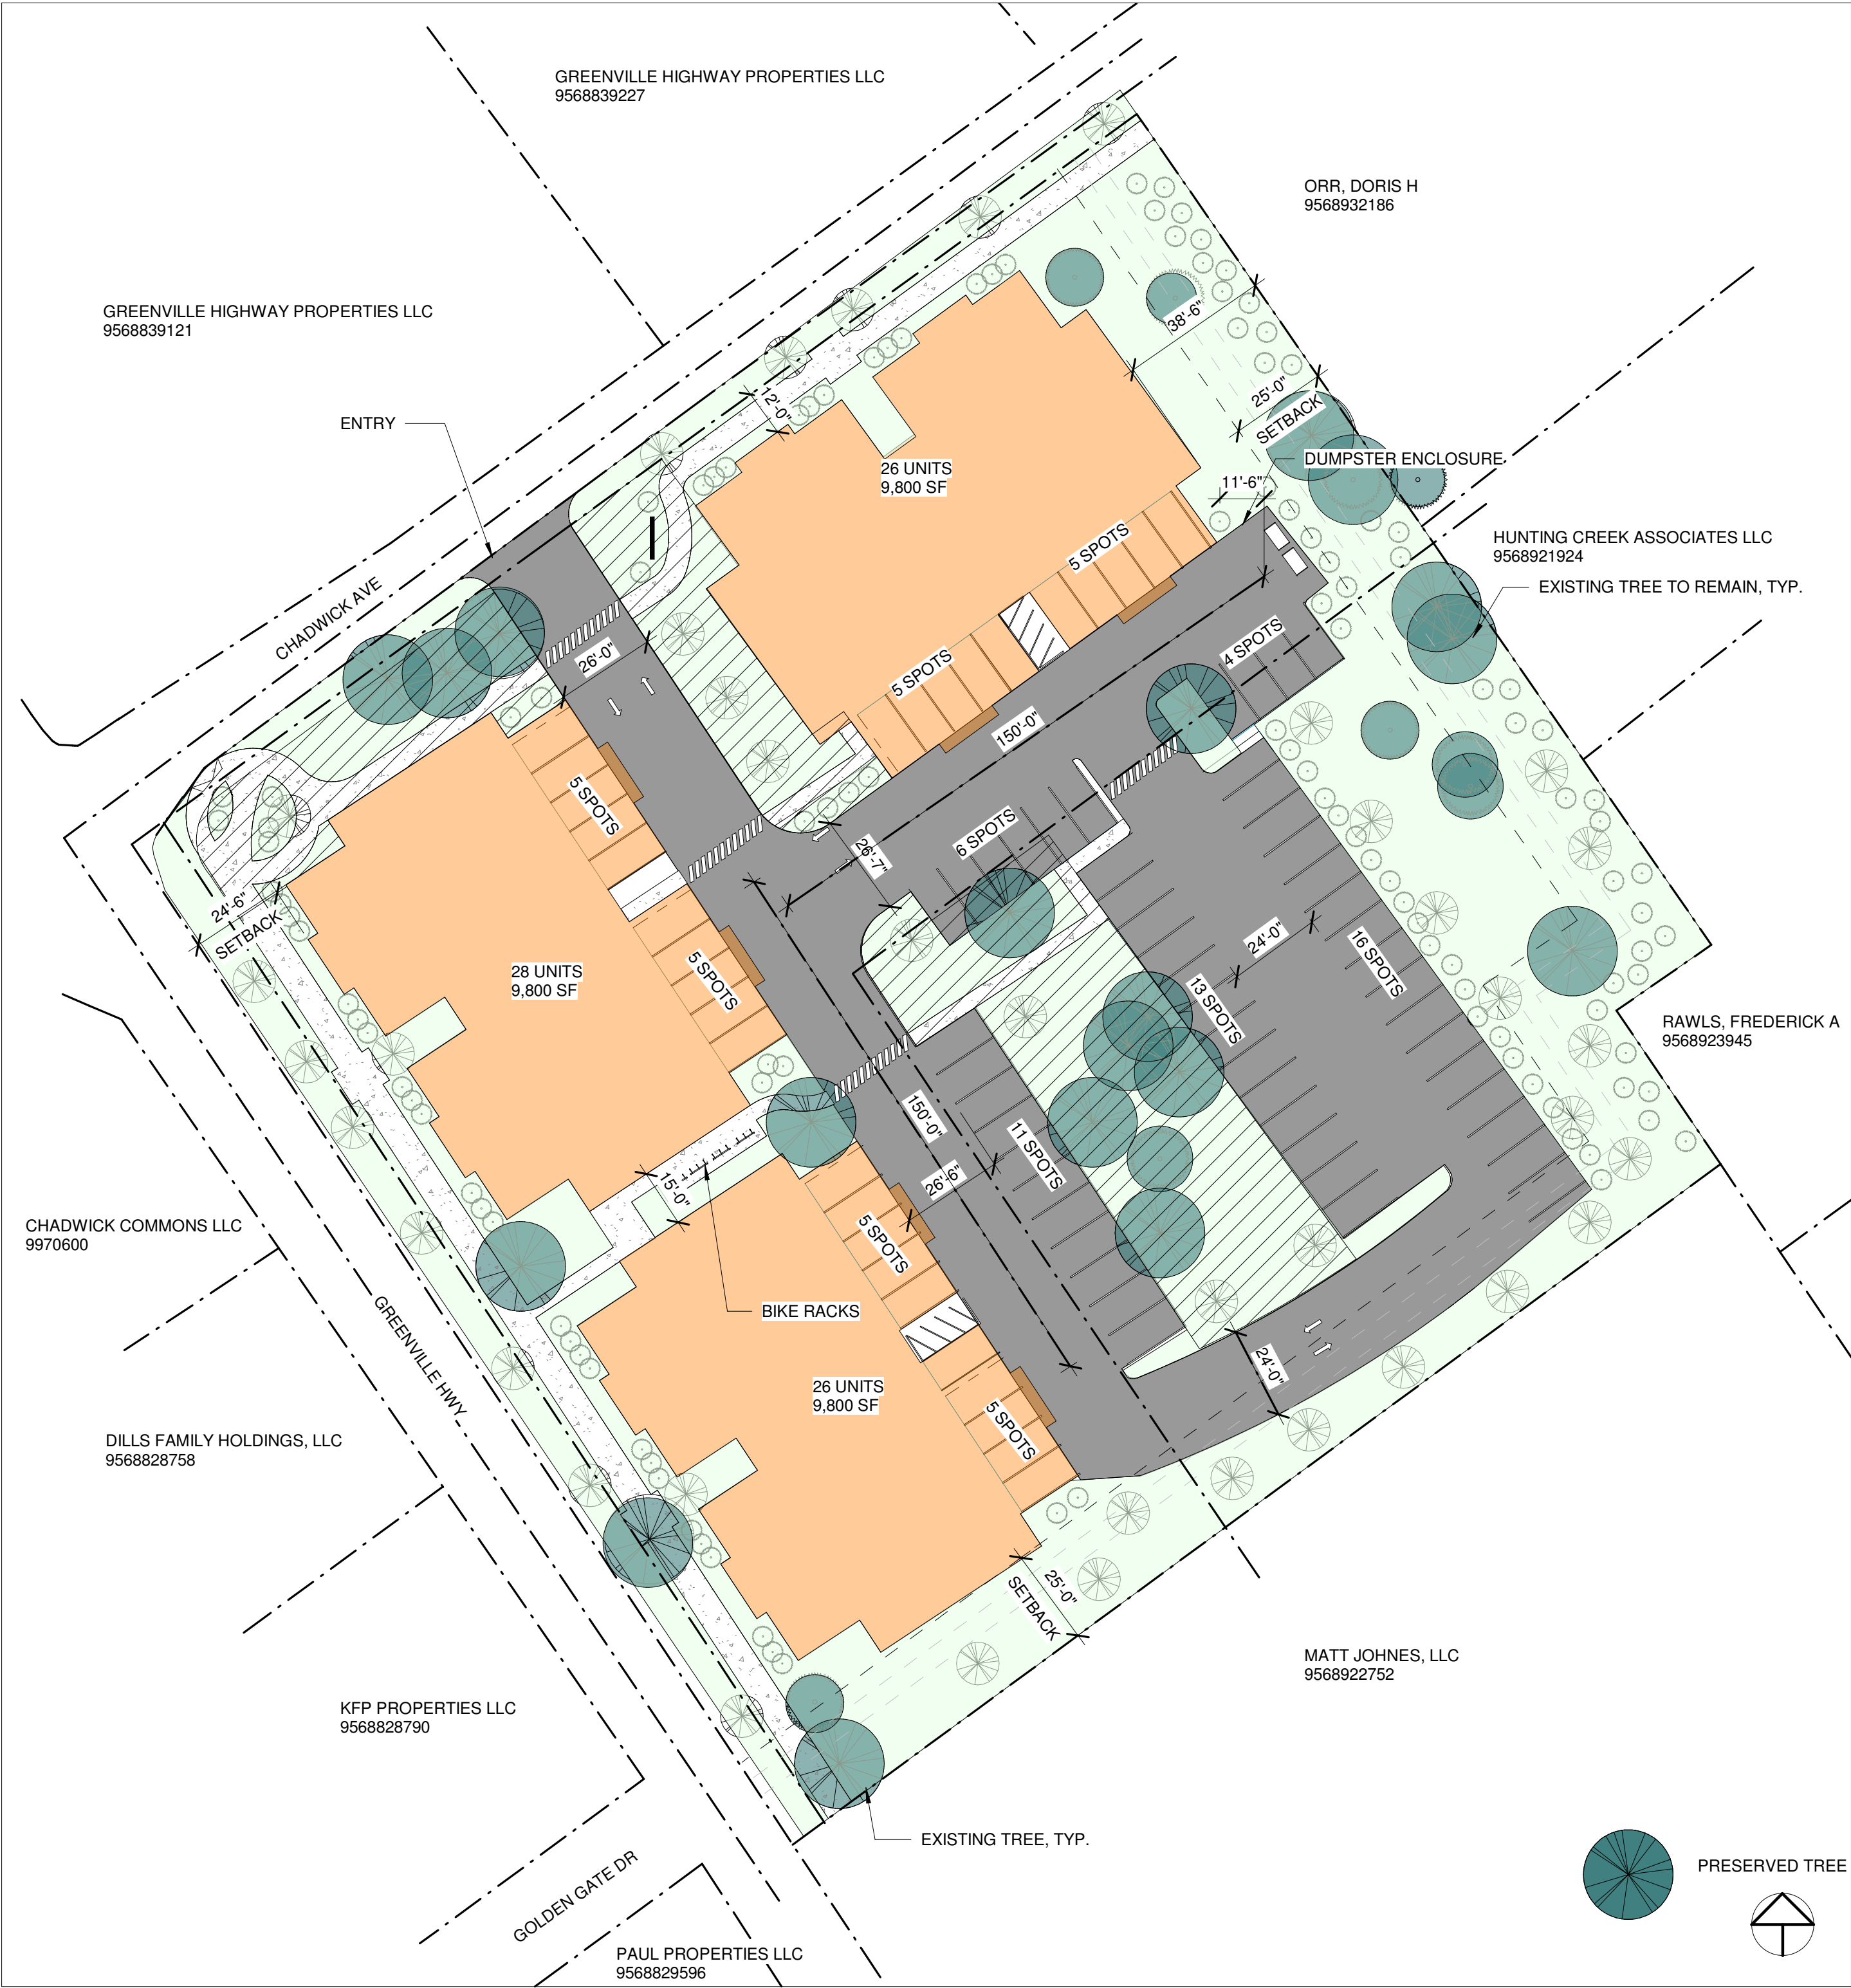 GREENVILLE HIGHWAY PROPERTIES LLC
9568839227
ORR, DORIS H
9568932186
GREENVILLE HIGHWAY PROPERTIES LLC
9568839121
38'-6"
25'-0"
SETBACK
12'-0"
ENTRY
DUMPSTER ENCLOSURE
26 UNITS
9,800 SF
11'-6"
HUNTING CREEK ASSOCIATES LLC
9568921924
5 SPOTS
EXISTING TREE TO REMAIN, TYP.
CHADWICK AVE
26'-0"
4 SPOTS
5 SPOTS
150'-0"
5 SPOTS
6 SPOTS
26'-7"
24'-6"
SETBACK
24'-0"
16 SPOTS
28 UNITS
9,800 SF
5 SPOTS
13 SPOTS
RAWLS, FREDERICK A
9568923945
150'-0"
11 SPOTS
26'-6"
15'-0"
CHADWICK COMMONS LLC
9970600
5 SPOTS
BIKE RACKS
GREENVILLE HWY
24'-0"
26 UNITS
9,800 SF
5 SPOTS
DILLS FAMILY HOLDINGS, LLC
9568828758
25'-0"
SETBACK
MATT JOHNES, LLC
9568922752
KFP PROPERTIES LLC
9568828790
EXISTING TREE, TYP.
PRESERVED TREE
GOLDEN GATE DR
PAUL PROPERTIES LLC
9568829596